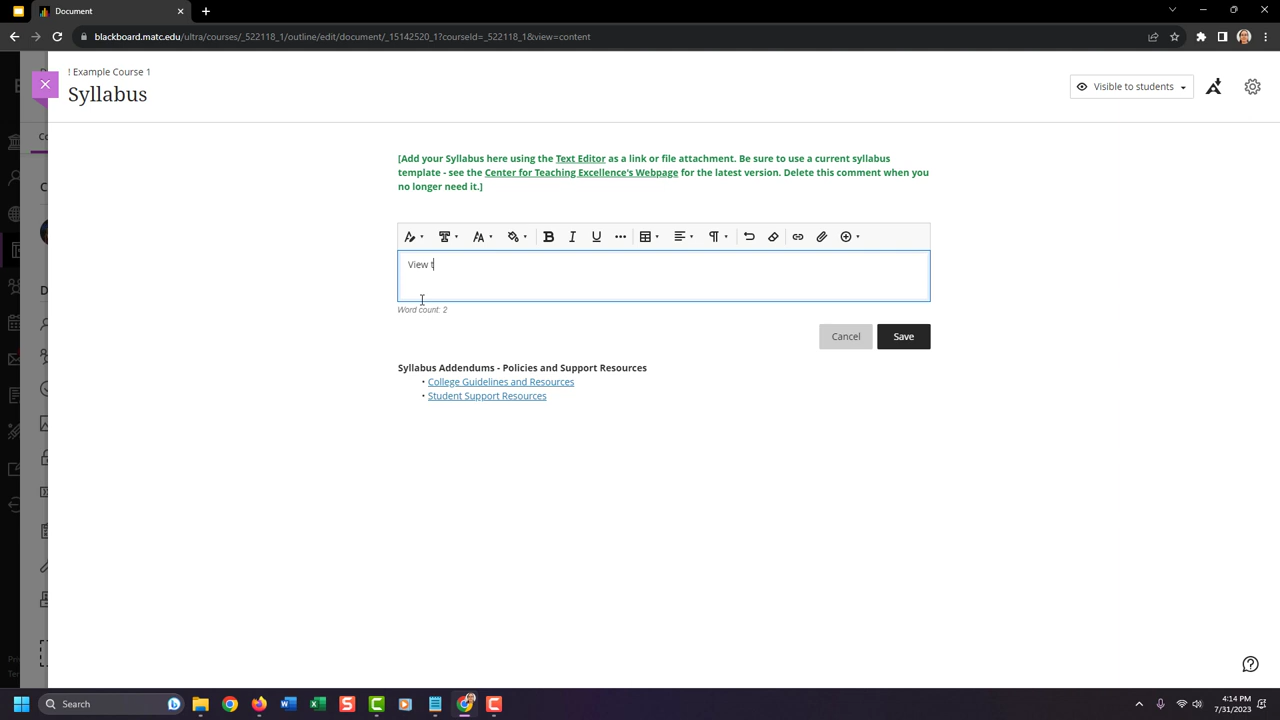 Document
blackboard.matc.edu/ultra/courses/_522118_1/outline/edit/document/_15142520_1?courseId=_522118_1&view=content
! Example Course 1
Syllabus
Visible to students
[Add your Syllabus here using the Text Editor as a link or file attachment. Be sure to use a current syllabus
template - see the Center for Teaching Excellence's Webpage for the latest version. Delete this comment when you
no longer need it.]
View t
Word count: 2
Cancel
Save
Syllabus Addendums - Policies and Support Resources
• College Guidelines and Resources
• Student Support Resources
Search
4:14 PM
7/31/2023